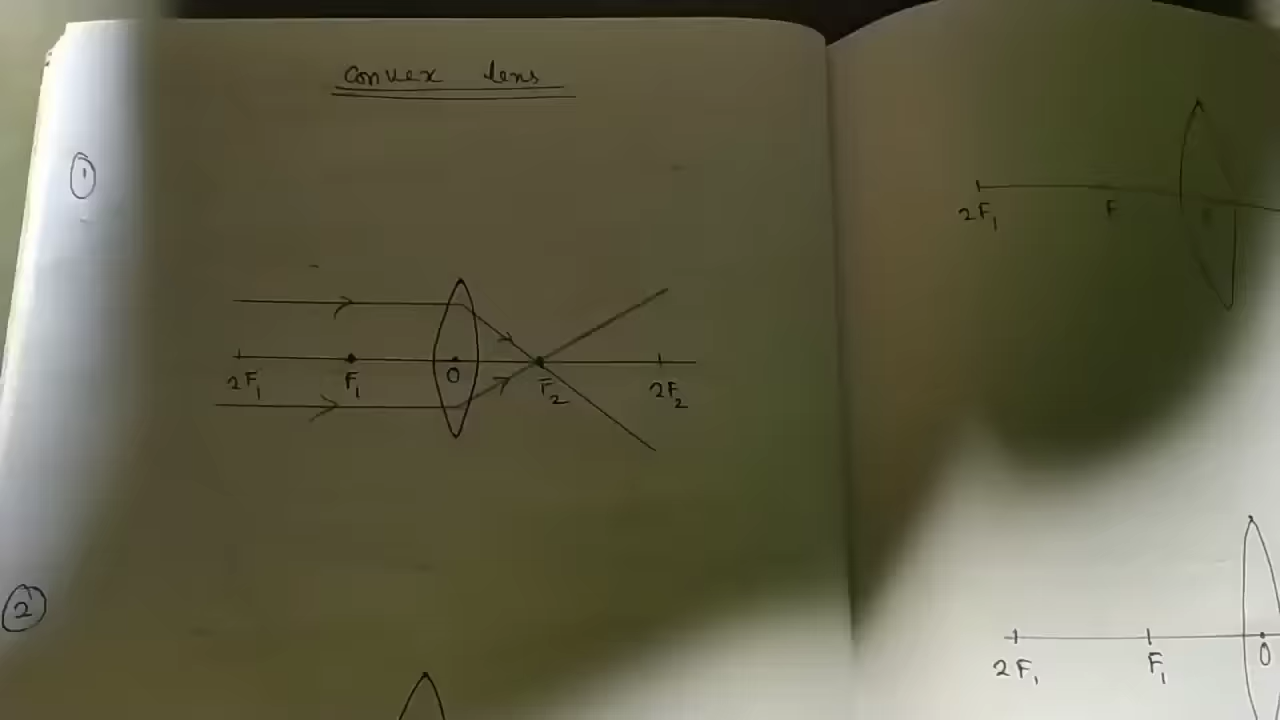 Convex lens
①
2F₁ F₁ O F₂ 2F₂
②
2F₁ F
2F₁ F₁ O